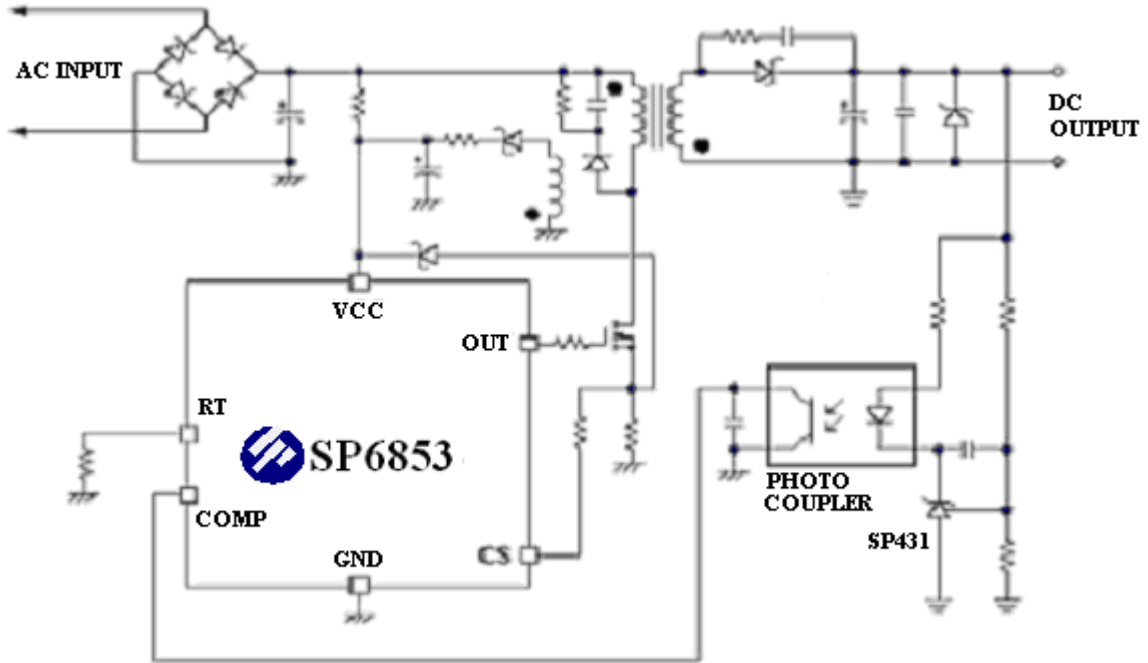 AC INPUT
DC
OUTPUT
VCC
OUT
RT
SP6853
PHOTO
COUPLER
COMP
SP431
GND
CS